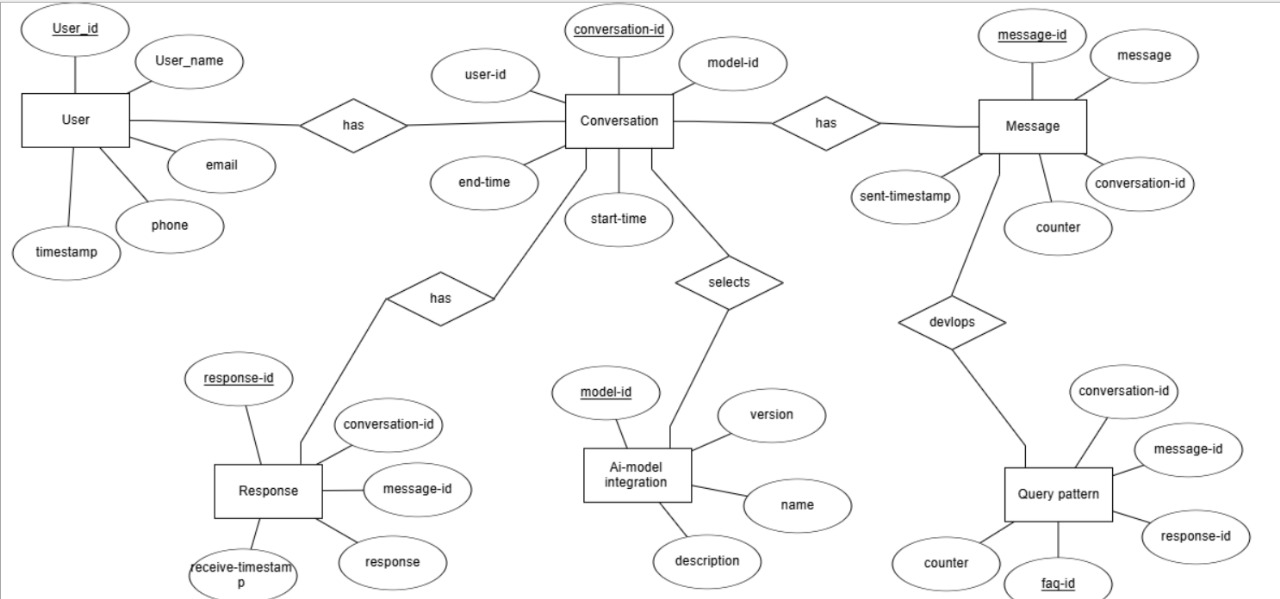 User_id
User_name
User
email
phone
timestamp
has
conversation-id
user-id
model-id
Conversation
end-time
start-time
has
message-id
message
Message
sent-timestamp
conversation-id
counter
has
selects
devlops
response-id
conversation-id
Response
message-id
receive-timestam
p
response
model-id
version
Ai-model
integration
name
description
conversation-id
message-id
Query pattern
response-id
counter
faq-id